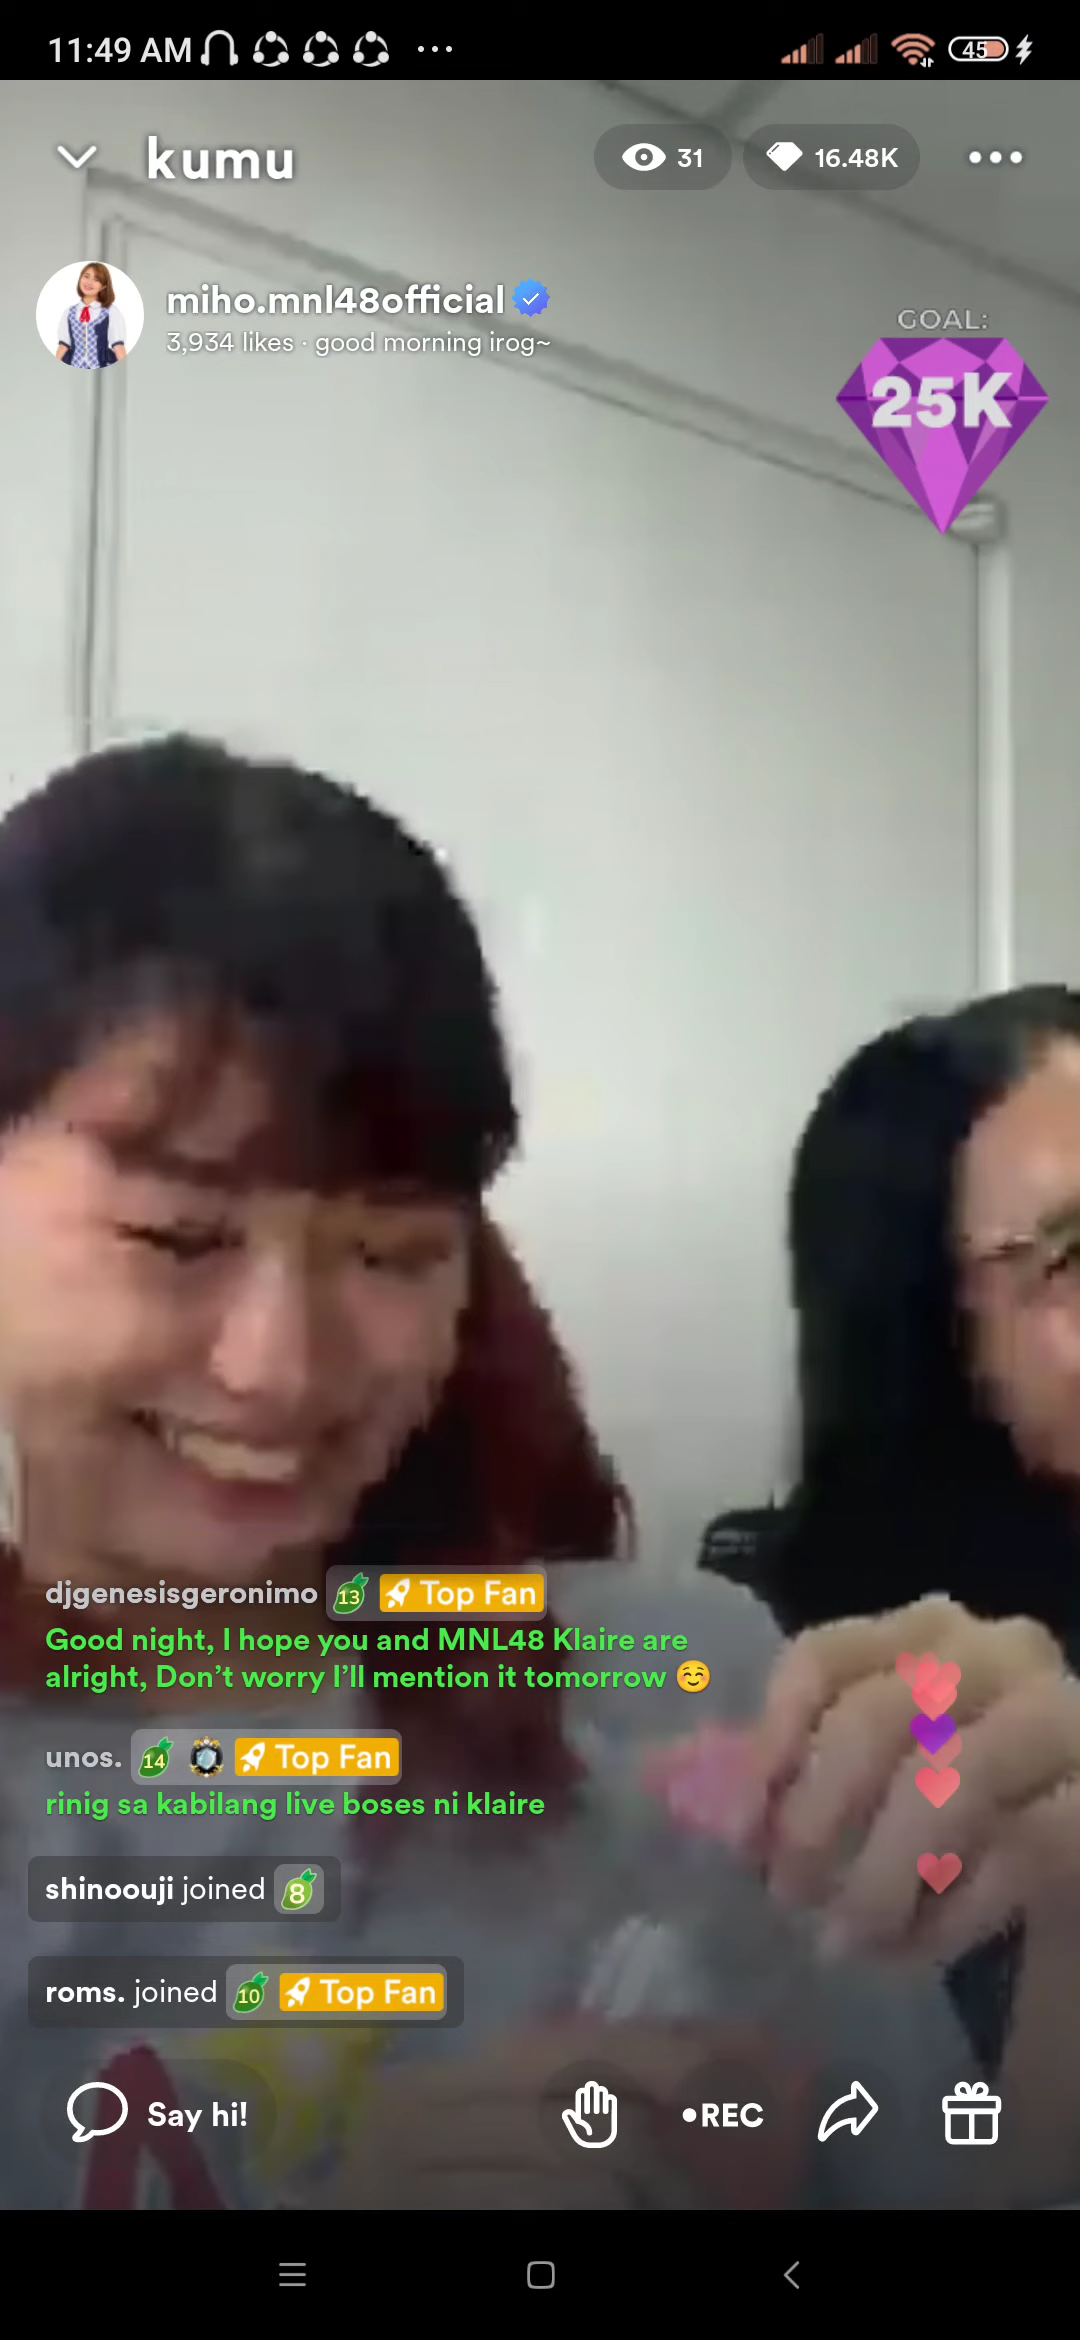 11:49 AM
45
kumu
31
16.48K
miho.mnl48official
3,934 likes · good morning irog~
GOAL:
25K
djgenesisgeronimo 13 Top Fan
Good night, I hope you and MNL48 Klaire are
alright, Don't worry I'll mention it tomorrow ☺️
unos. 14 Top Fan
rinig sa kabilang live boses ni klaire
shinoouji joined 8
roms. joined 10 Top Fan
Say hi!
•REC